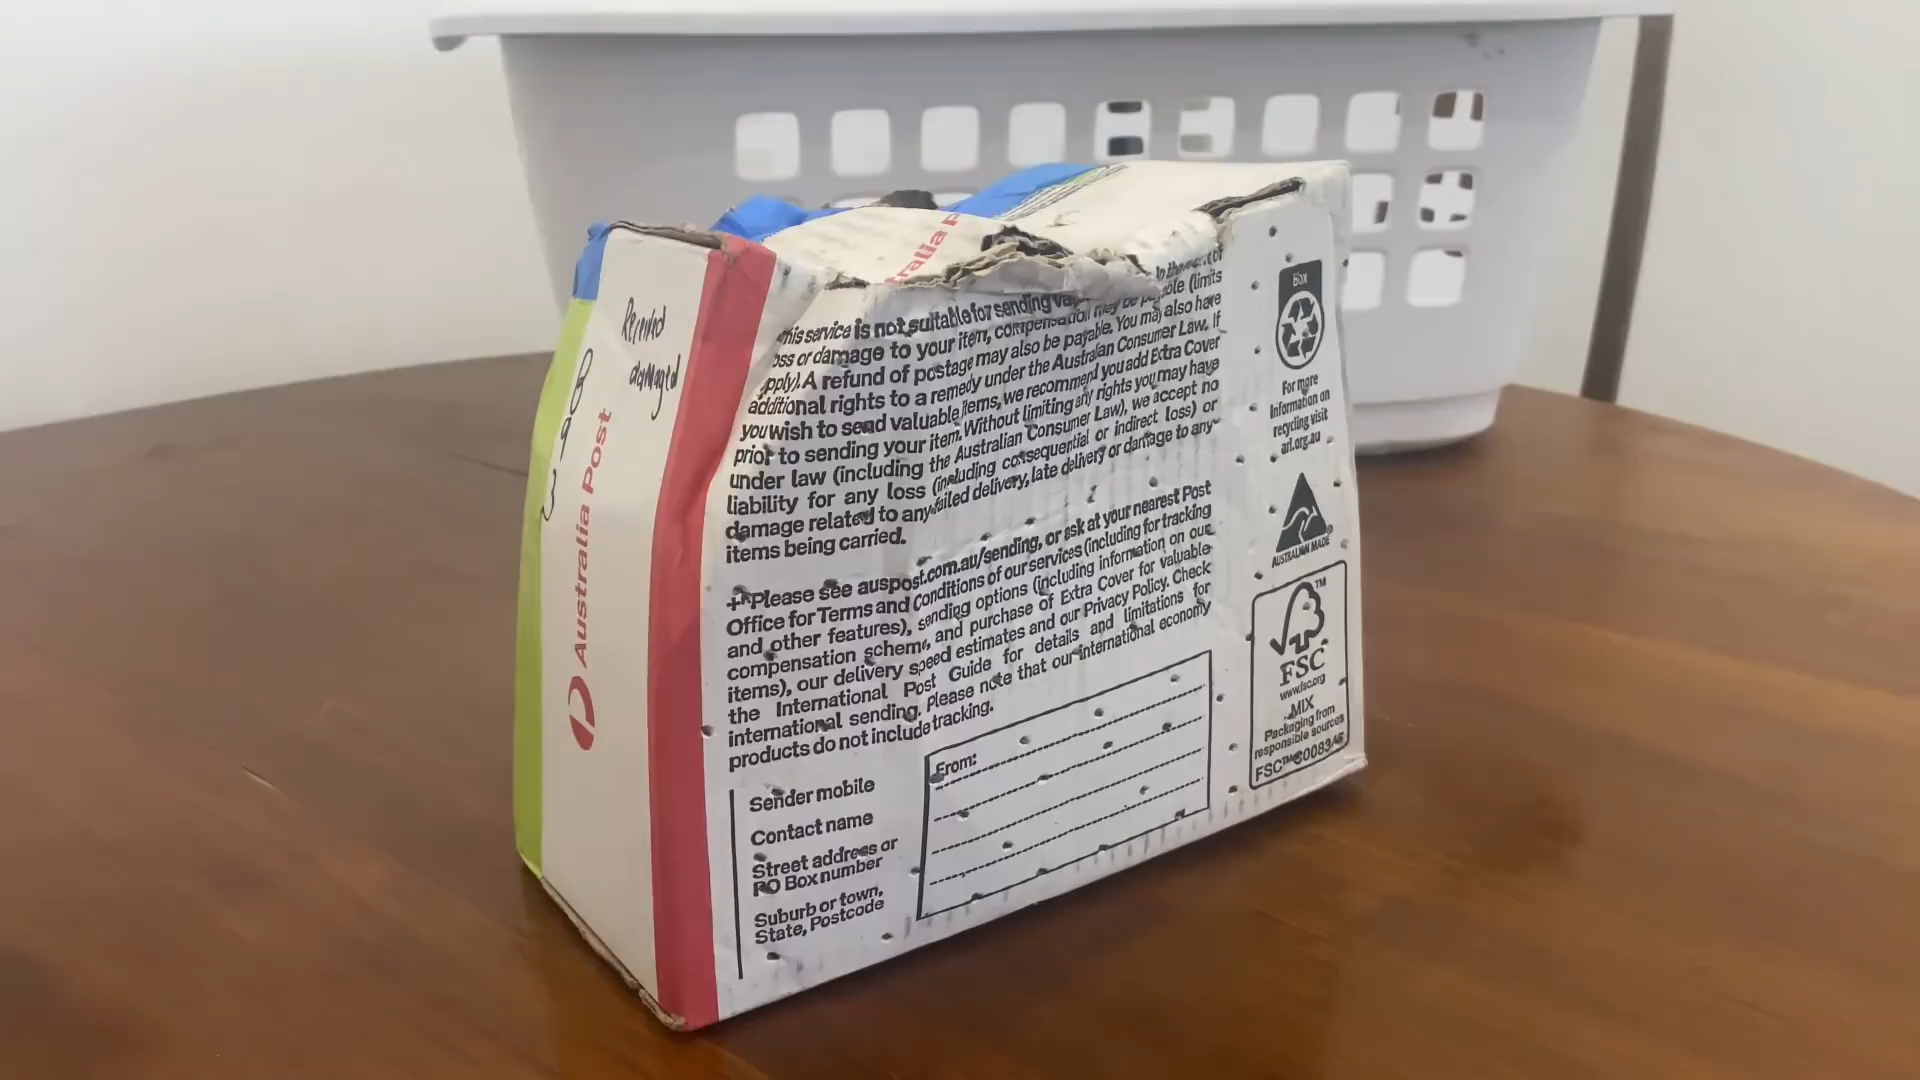 Received
damaged
Australia Post
ralia P
this service is not suitable for sending va
oss or damage to your item, compensation may be payable (limits
apply). A refund of postage may also be payable. You may also have
additional rights to a remedy under the Australian Consumer Law. If
you wish to send valuable items, we recommend you add Extra Cover
prior to sending your item. Without limiting any rights you may have
under law (including the Australian Consumer Law), we accept no
liability for any loss (including consequential or indirect loss) or
damage related to any failed delivery, late delivery or damage to any
items being carried.
++Please see auspost.com.au/sending, or ask at your nearest Post
Office for Terms and Conditions of our services (including for tracking
and other features), sending options (including information on our
compensation scheme, and purchase of Extra Cover for valuable
items), our delivery speed estimates and our Privacy Policy. Check
the International Post Guide for details and limitations for
international sending. Please note that our international economy
products do not include tracking.
Sender mobile
Contact name
Street address or
PO Box number
Suburb or town,
State, Postcode
From:
BOX
For more
information on
recycling visit
arl.org.au
AUSTRALIAN MADE
FSC™
www.fsc.org
MIX
Packaging from
responsible sources